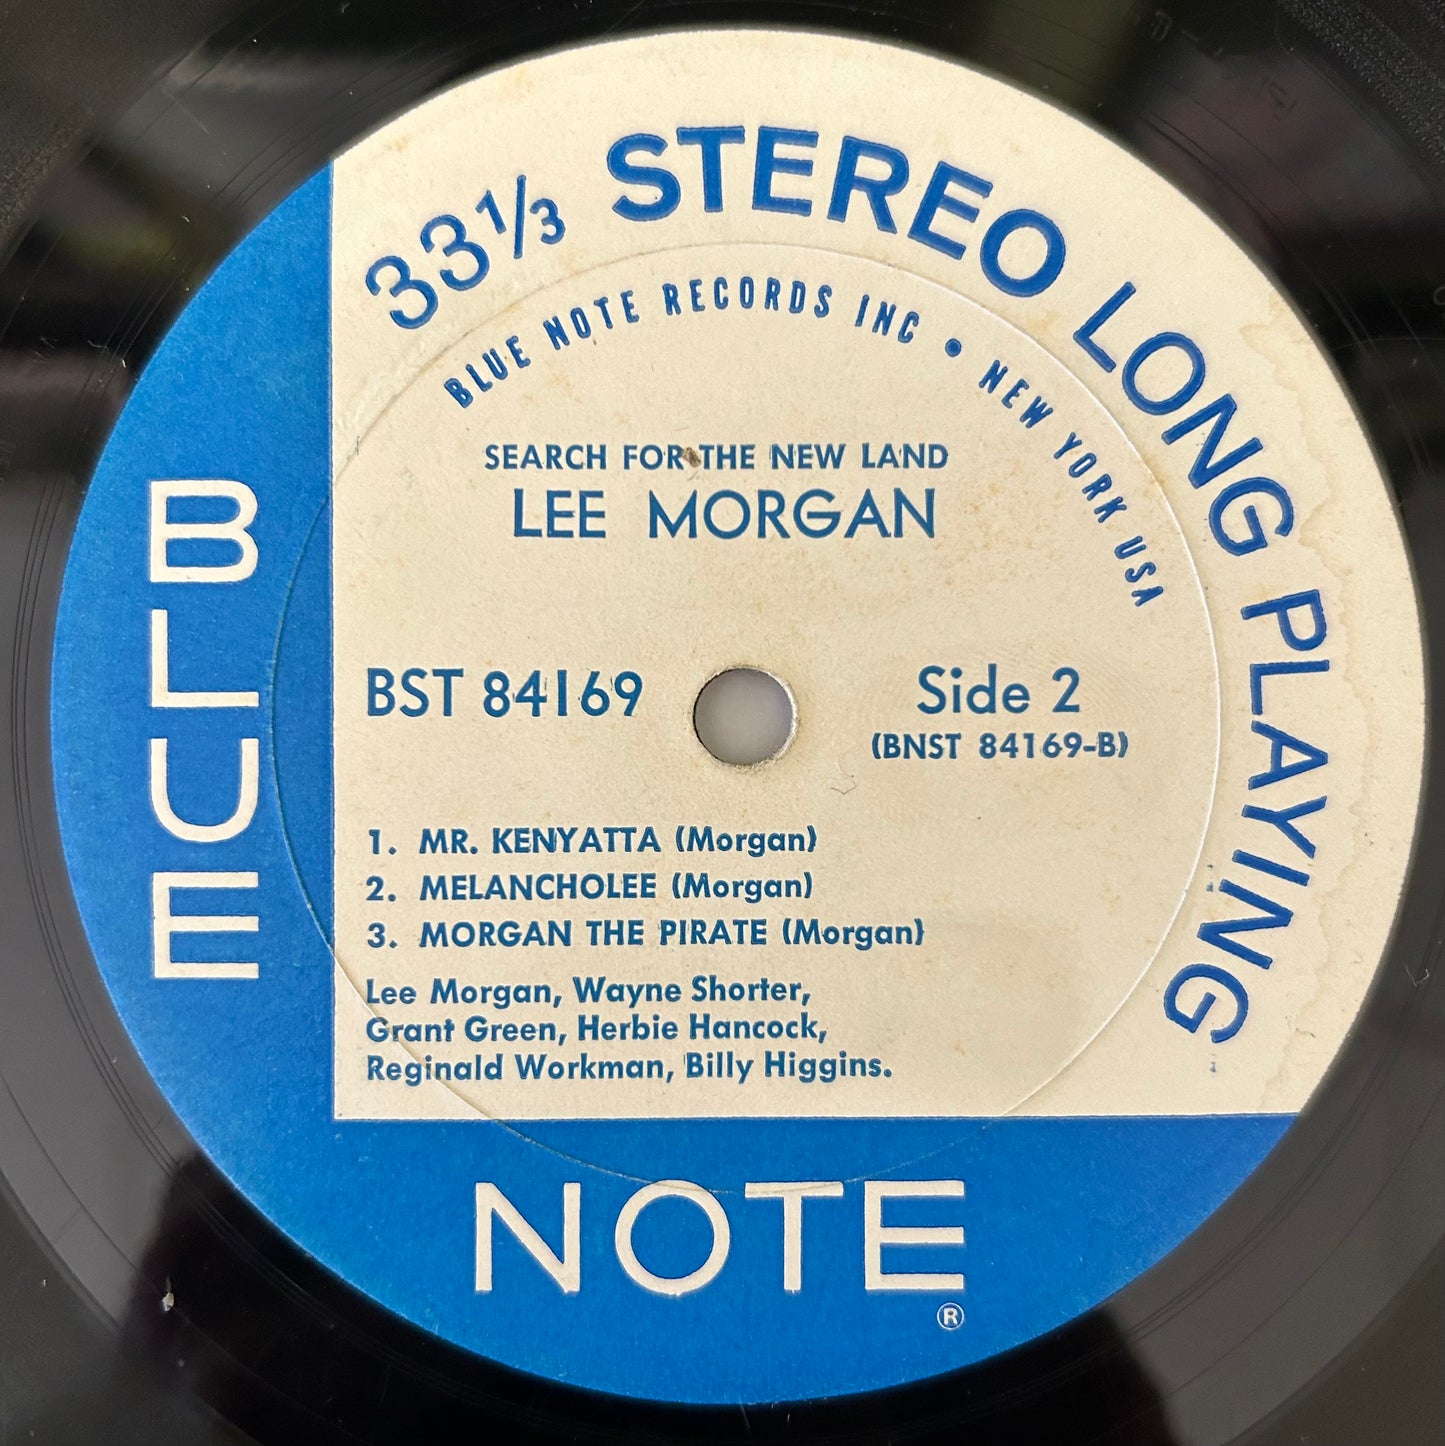 33⅓ STEREO LONG PLAYING
BLUE NOTE RECORDS INC • NEW YORK USA
SEARCH FOR THE NEW LAND
LEE MORGAN
BST 84169
Side 2
(BNST 84169-B)
1. MR. KENYATTA (Morgan)
2. MELANCHOLEE (Morgan)
3. MORGAN THE PIRATE (Morgan)
Lee Morgan, Wayne Shorter,
Grant Green, Herbie Hancock,
Reginald Workman, Billy Higgins.
BLUE
NOTE
®